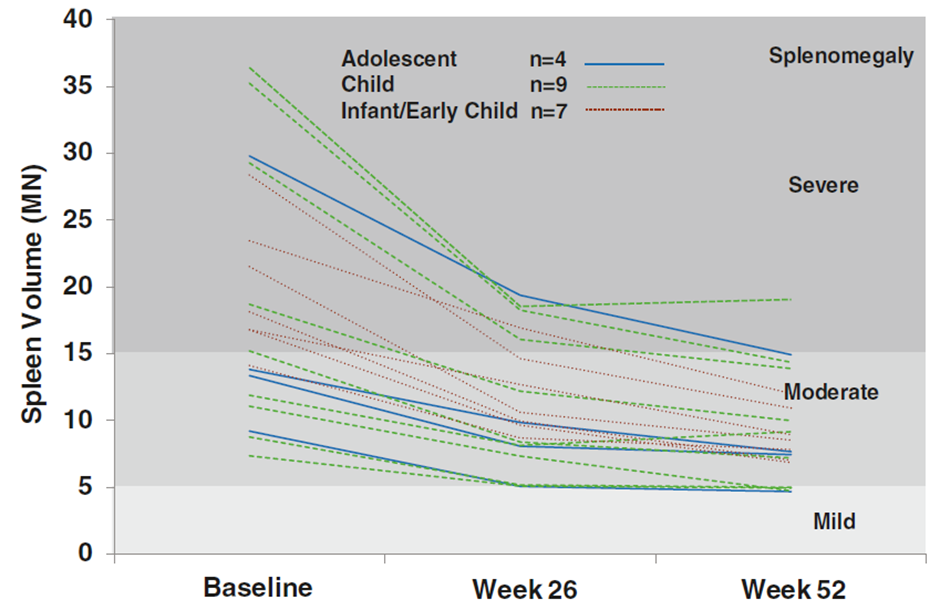 40
35
30
25
20
15
10
5
0
Spleen Volume (MN)
Adolescent n=4
Child n=9
Infant/Early Child n=7
Splenomegaly
Severe
Moderate
Mild
Baseline Week 26 Week 52